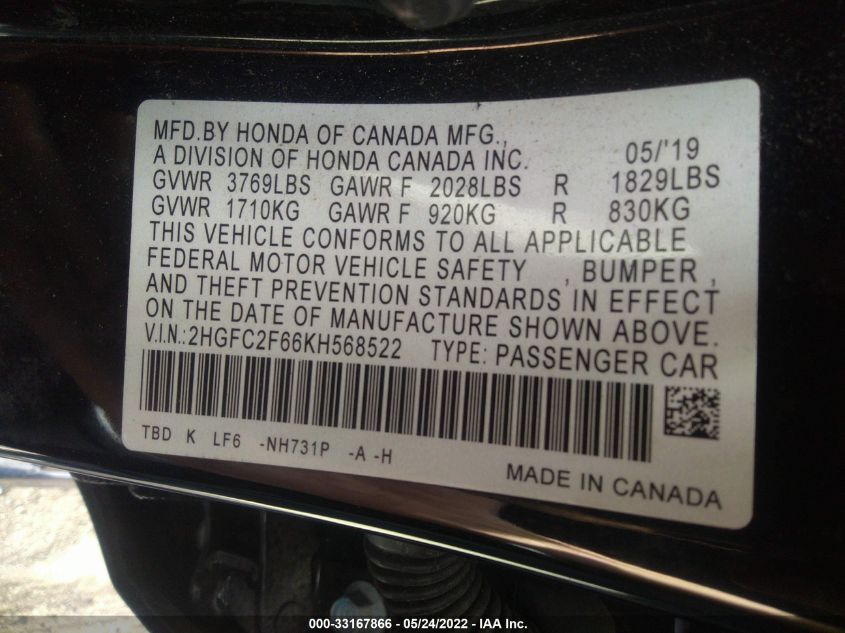 MFD.BY HONDA OF CANADA MFG.,
A DIVISION OF HONDA CANADA INC. 05/'19
GVWR 3769LBS GAWR F 2028LBS R 1829LBS
GVWR 1710KG GAWR F 920KG R 830KG
THIS VEHICLE CONFORMS TO ALL APPLICABLE
FEDERAL MOTOR VEHICLE SAFETY , BUMPER ,
AND THEFT PREVENTION STANDARDS IN EFFECT
ON THE DATE OF MANUFACTURE SHOWN ABOVE.
V.I.N.:2HGFC2F66KH568522 TYPE: PASSENGER CAR
TBD K LF6 -NH731P -A -H
MADE IN CANADA
000-33167866 - 05/24/2022 - IAA Inc.